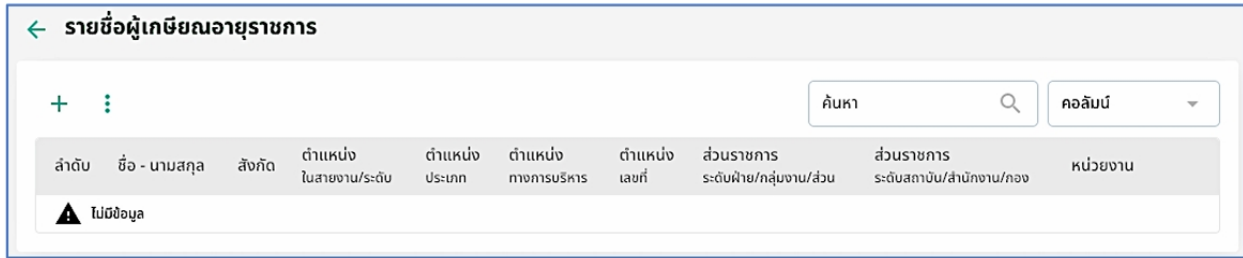 รายชื่อผู้เกษียณอายุราชการ
ค้นหา
คอลัมน์
ลำดับ ชื่อ - นามสกุล สังกัด ตำแหน่ง ตำแหน่ง ตำแหน่ง ตำแหน่ง ส่วนราชการ ส่วนราชการ หน่วยงาน
ในสายงาน/ระดับ ประเภท ทางการบริหาร เลขที่ ระดับฝ่าย/กลุ่มงาน/ส่วน ระดับสถาบัน/สำนักงาน/กอง
ไม่มีข้อมูล